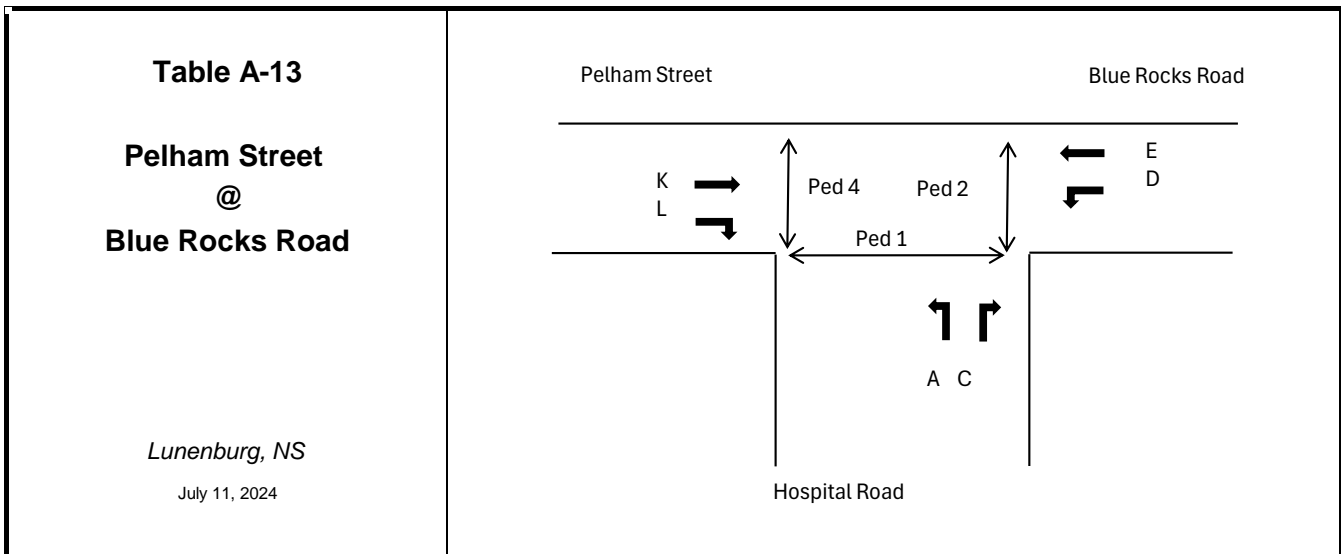 Table A-13
Pelham Street
@
Blue Rocks Road
Lunenburg, NS
July 11, 2024
Pelham Street
Blue Rocks Road
K
L
Ped 4
Ped 2
E
D
Ped 1
A C
Hospital Road